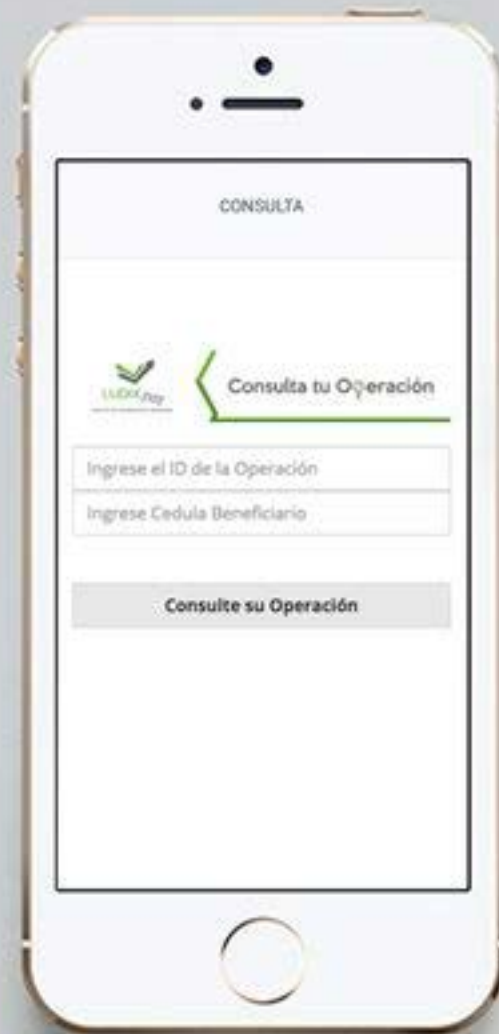 CONSULTA
Consulta tu Operación
Ingrese el ID de la Operación
Ingrese Cedula Beneficiario
Consulte su Operación